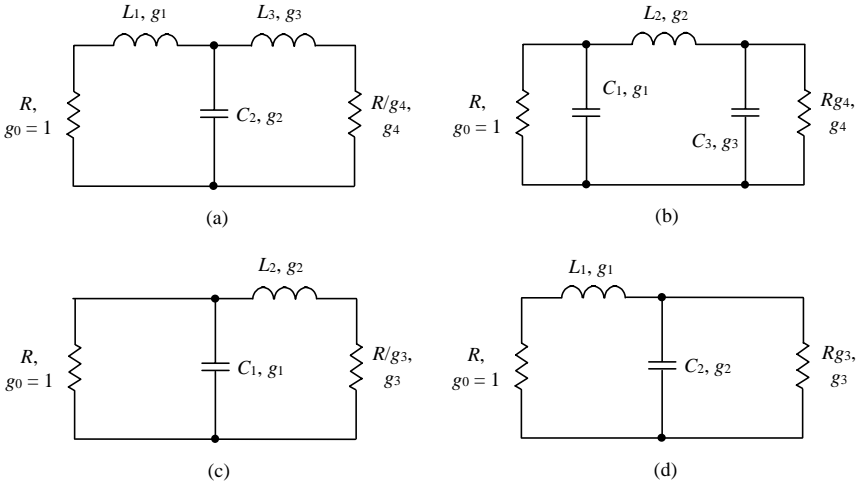 L1, g1 L3, g3
R,
g0 = 1
C2, g2
R/g4,
g4
(a)
L2, g2
R,
g0 = 1
C1, g1
C3, g3
Rg4,
g4
(b)
L2, g2
R,
g0 = 1
C1, g1
R/g3,
g3
(c)
L1, g1
R,
g0 = 1
C2, g2
Rg3,
g3
(d)